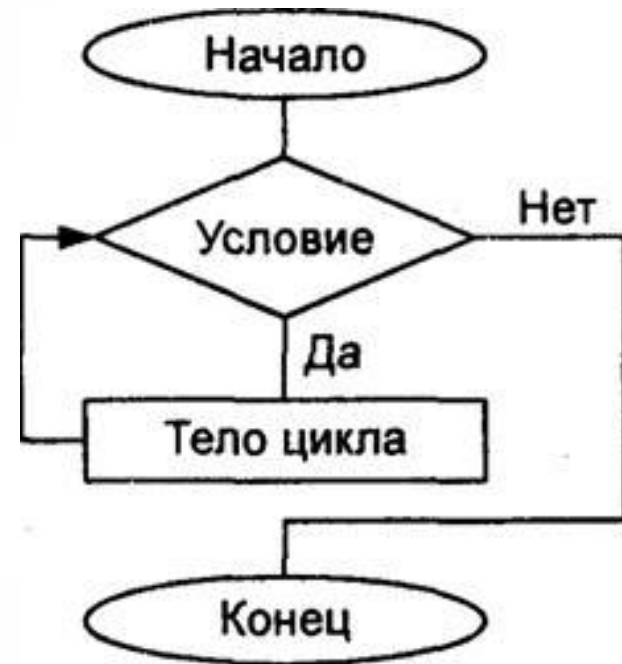 Начало
Условие
Нет
Да
Тело цикла
Конец